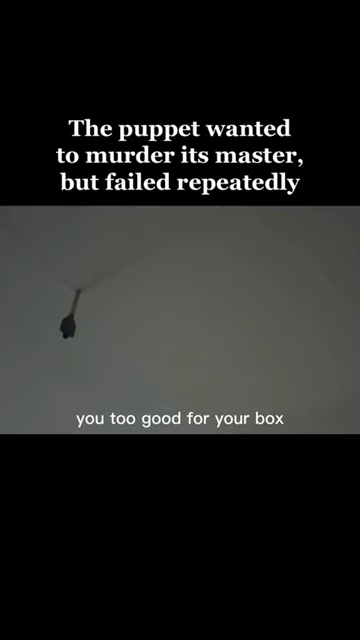 The puppet wanted
to murder its master,
but failed repeatedly
you too good for your box